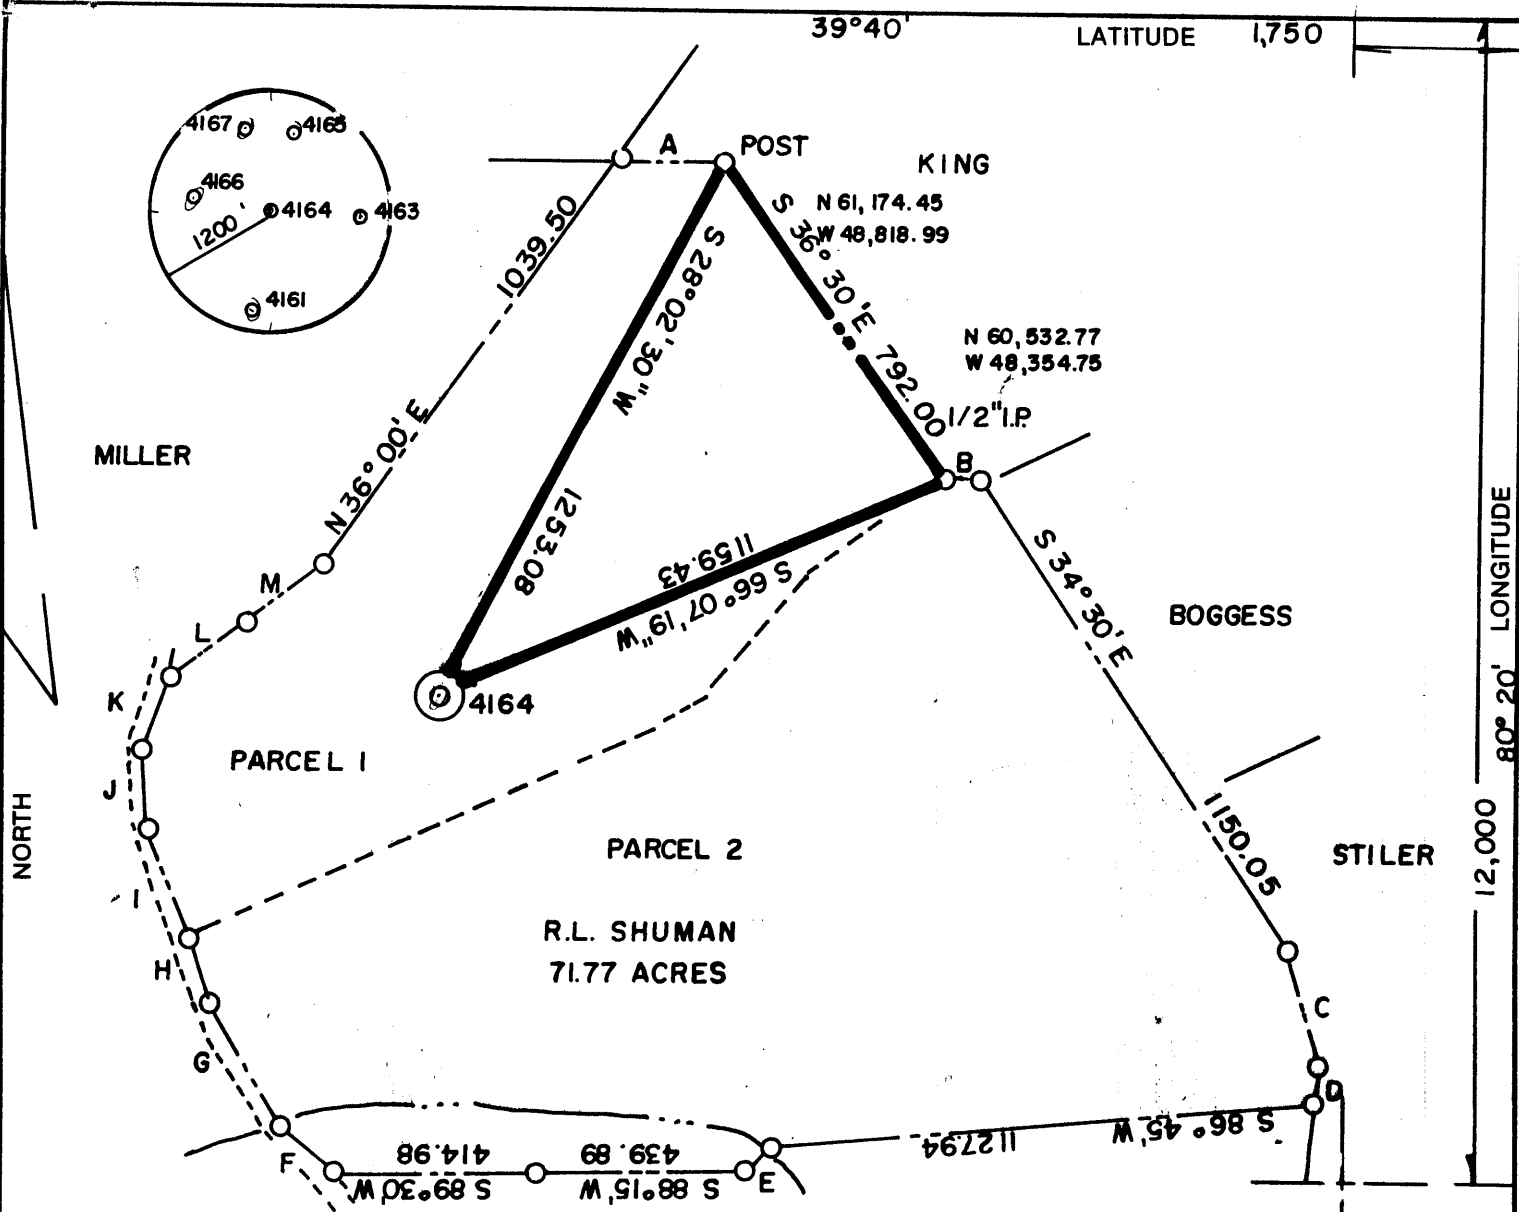 39°40'
LATITUDE 1,750
4167
4165
4166
4164
4163
1200'
4161
A
POST
KING
N 61,174.45
W 48,818.99
S 36° 30'E 792.00
1039.50
N 36° 00' E
S 28° 02' 30" W
1253.08
N 60,532.77
W 48,354.75
1/2" I.P.
B
MILLER
1159.43
S 66° 07' 19" W
S 34° 30' E
1150.05
BOGGESS
80° 20' LONGITUDE
M
L
K
4164
PARCEL 1
J
NORTH
PARCEL 2
STILER
12,000
I
R.L. SHUMAN
H
71.77 ACRES
C
G
D
S 86° 45' W
1127.94
F
414.98
S 89° 30' W
439.89
S 88° 15' W
E